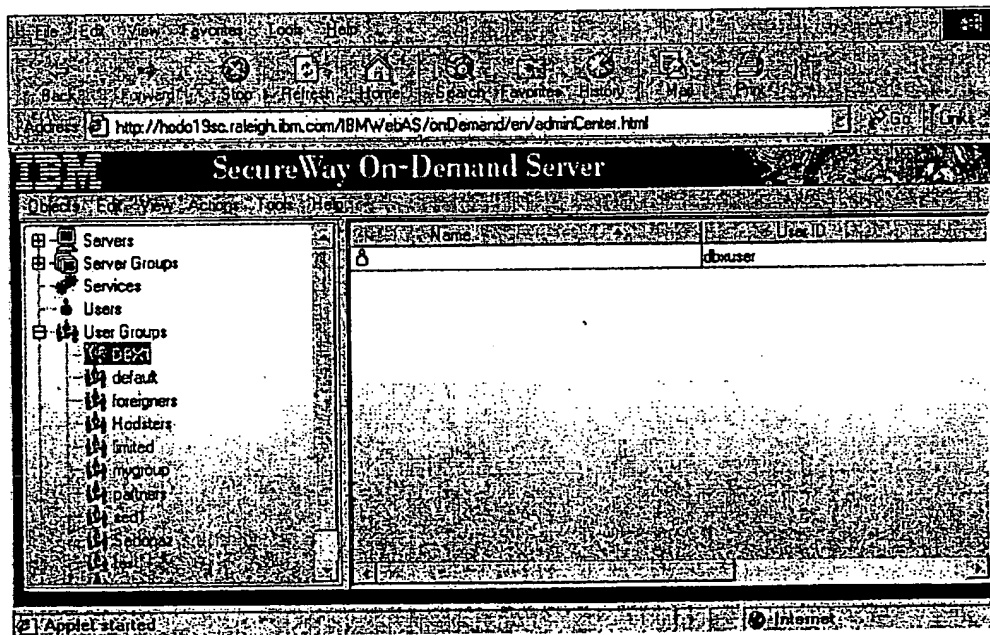 File Edit View Favorites Tools Help
Back Forward Stop Refresh Home Search Favorites History Mail Print
Address http://hodo19sc.raleigh.ibm.com/IBMWebAS/onDemand/en/adminCenter.html Go Links
IBM SecureWay On-Demand Server
Objects Edit View Actions Tools Help
Servers
Server Groups
Services
Users
User Groups
DBXT
default
foreigners
Hodsters
limited
mygroup
partners
Name User ID
dbxuser
Applet started Internet